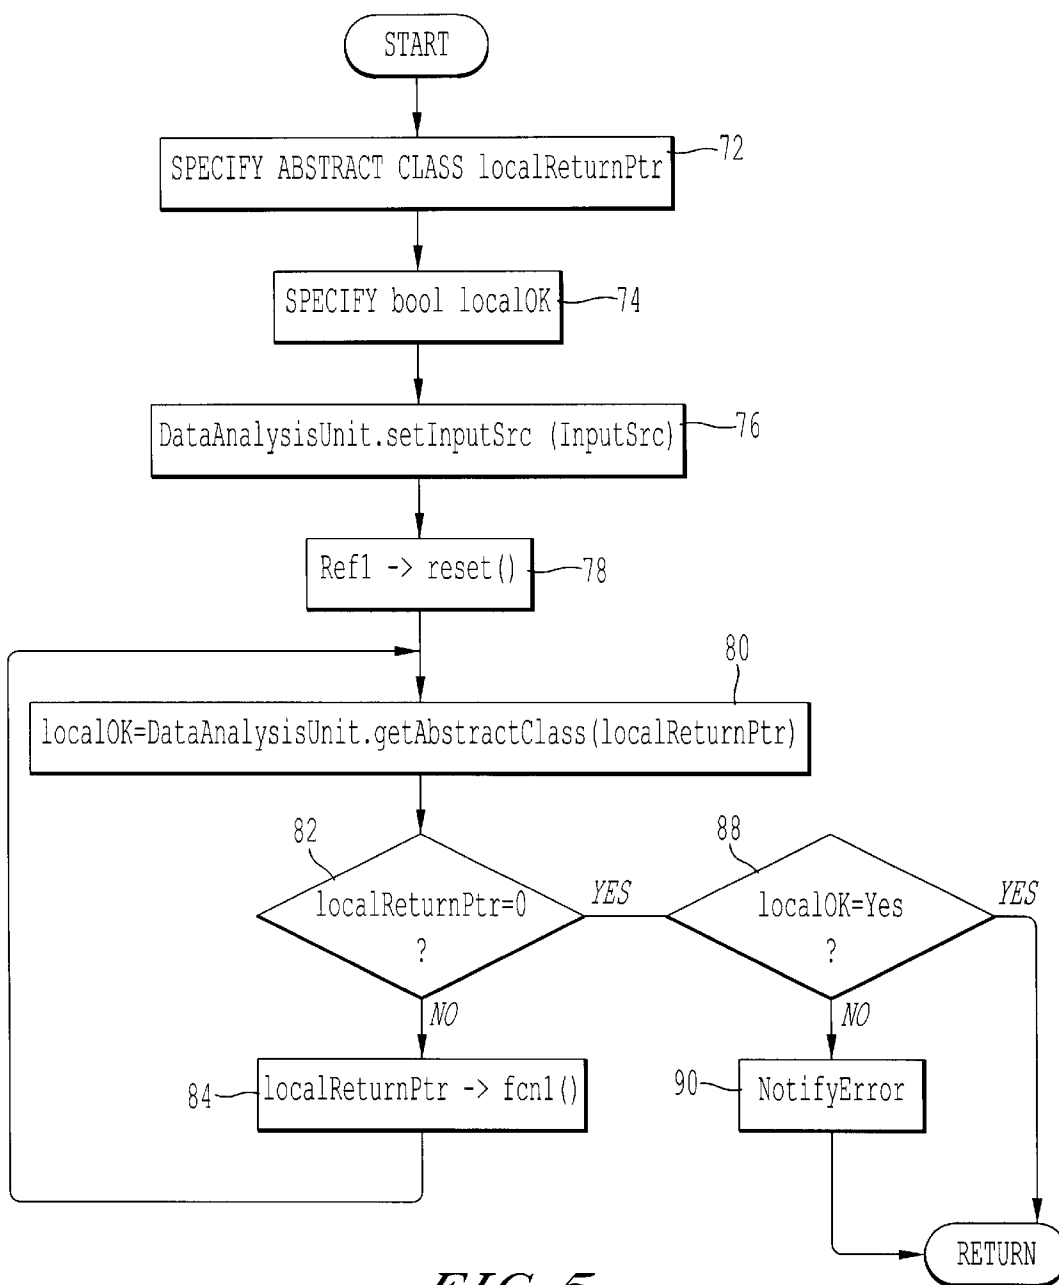 START
SPECIFY ABSTRACT CLASS localReturnPtr
72
SPECIFY bool localOK
74
DataAnalysisUnit.setInputSrc (InputSrc)
76
Ref1 -> reset()
78
80
localOK=DataAnalysisUnit.getAbstractClass(localReturnPtr)
82
localReturnPtr=0
?
YES
88
localOK=Yes
?
YES
NO
NO
84
localReturnPtr -> fcn1()
90
NotifyError
RETURN
FIG. 5